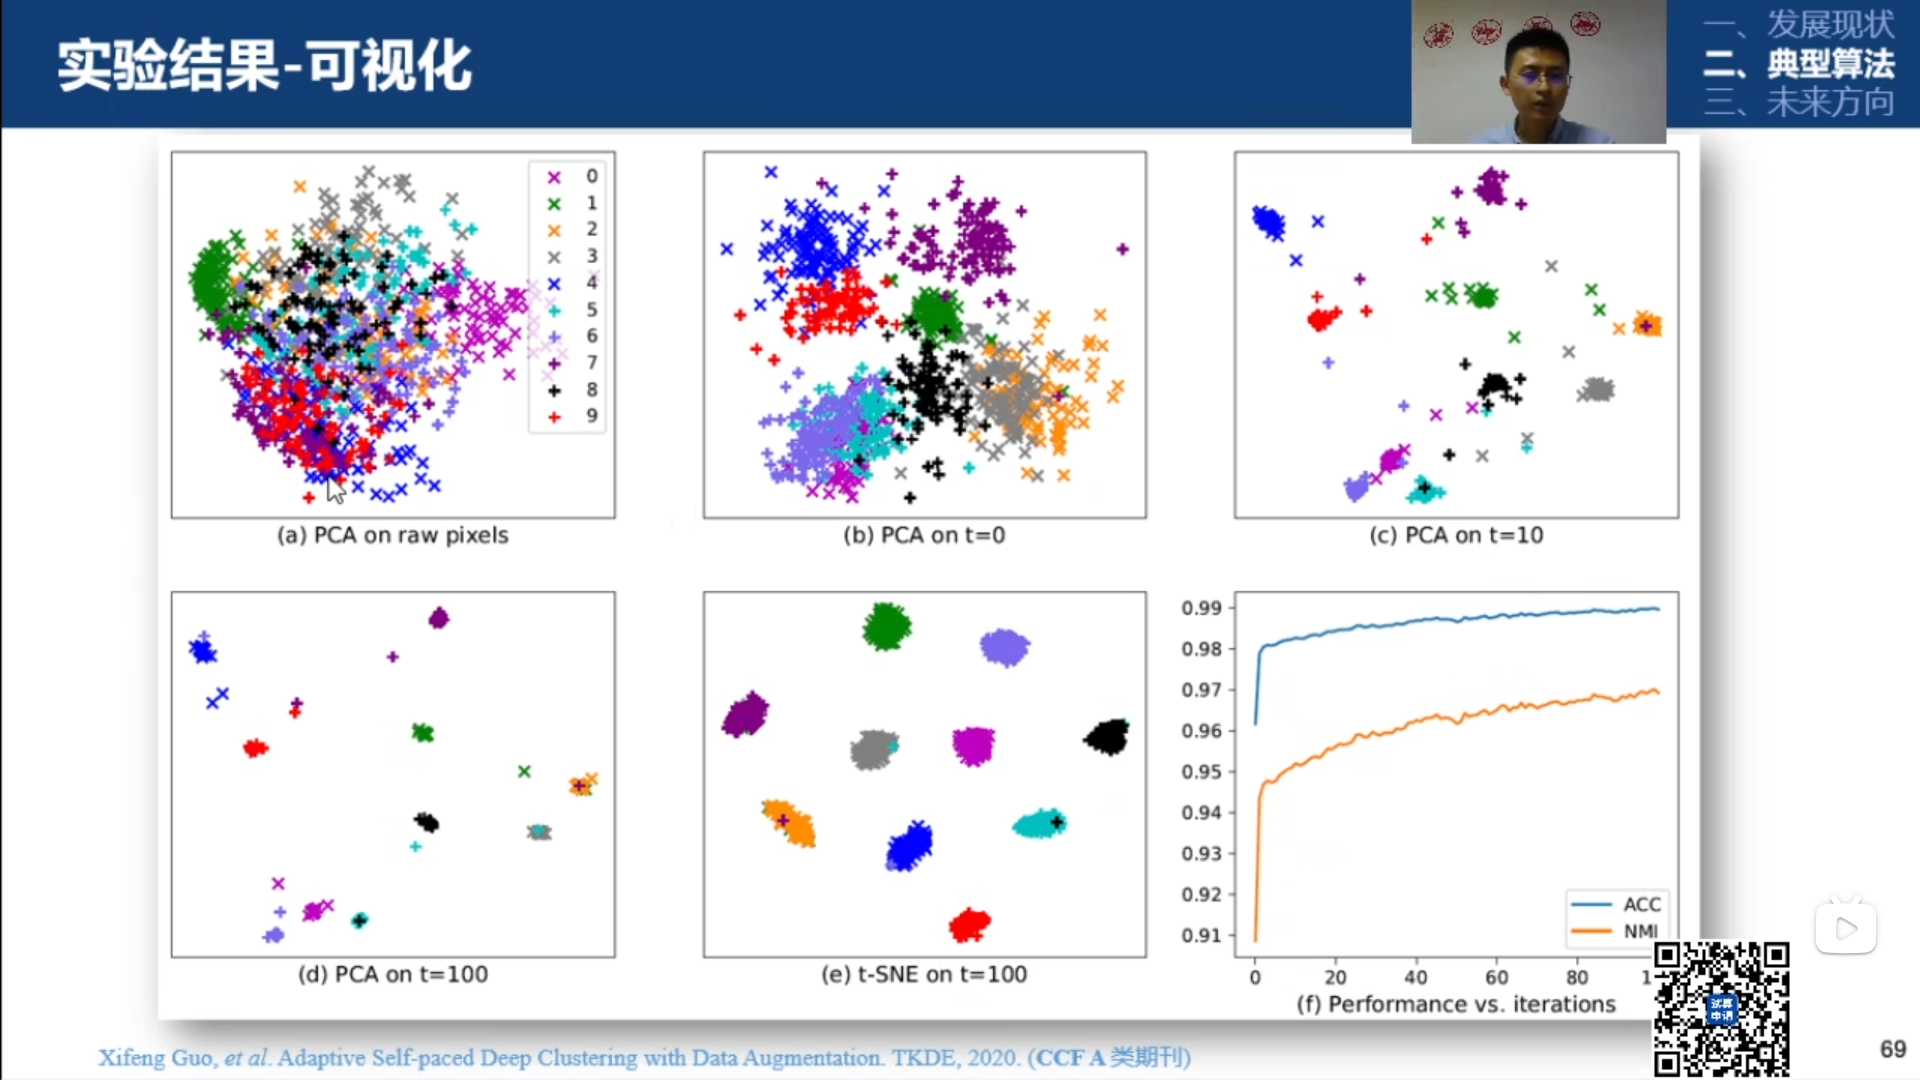 实验结果-可视化
一、发展现状
二、典型算法
三、未来方向
0
1
2
3
4
5
6
7
8
9
(a) PCA on raw pixels
(b) PCA on t=0
(c) PCA on t=10
(d) PCA on t=100
(e) t-SNE on t=100
0.99
0.98
0.97
0.96
0.95
0.94
0.93
0.92
0.91
ACC
NMI
0 20 40 60 80 1
(f) Performance vs. iterations
试算
申请
Xifeng Guo, et al. Adaptive Self-paced Deep Clustering with Data Augmentation. TKDE, 2020. (CCF A 类期刊)
69